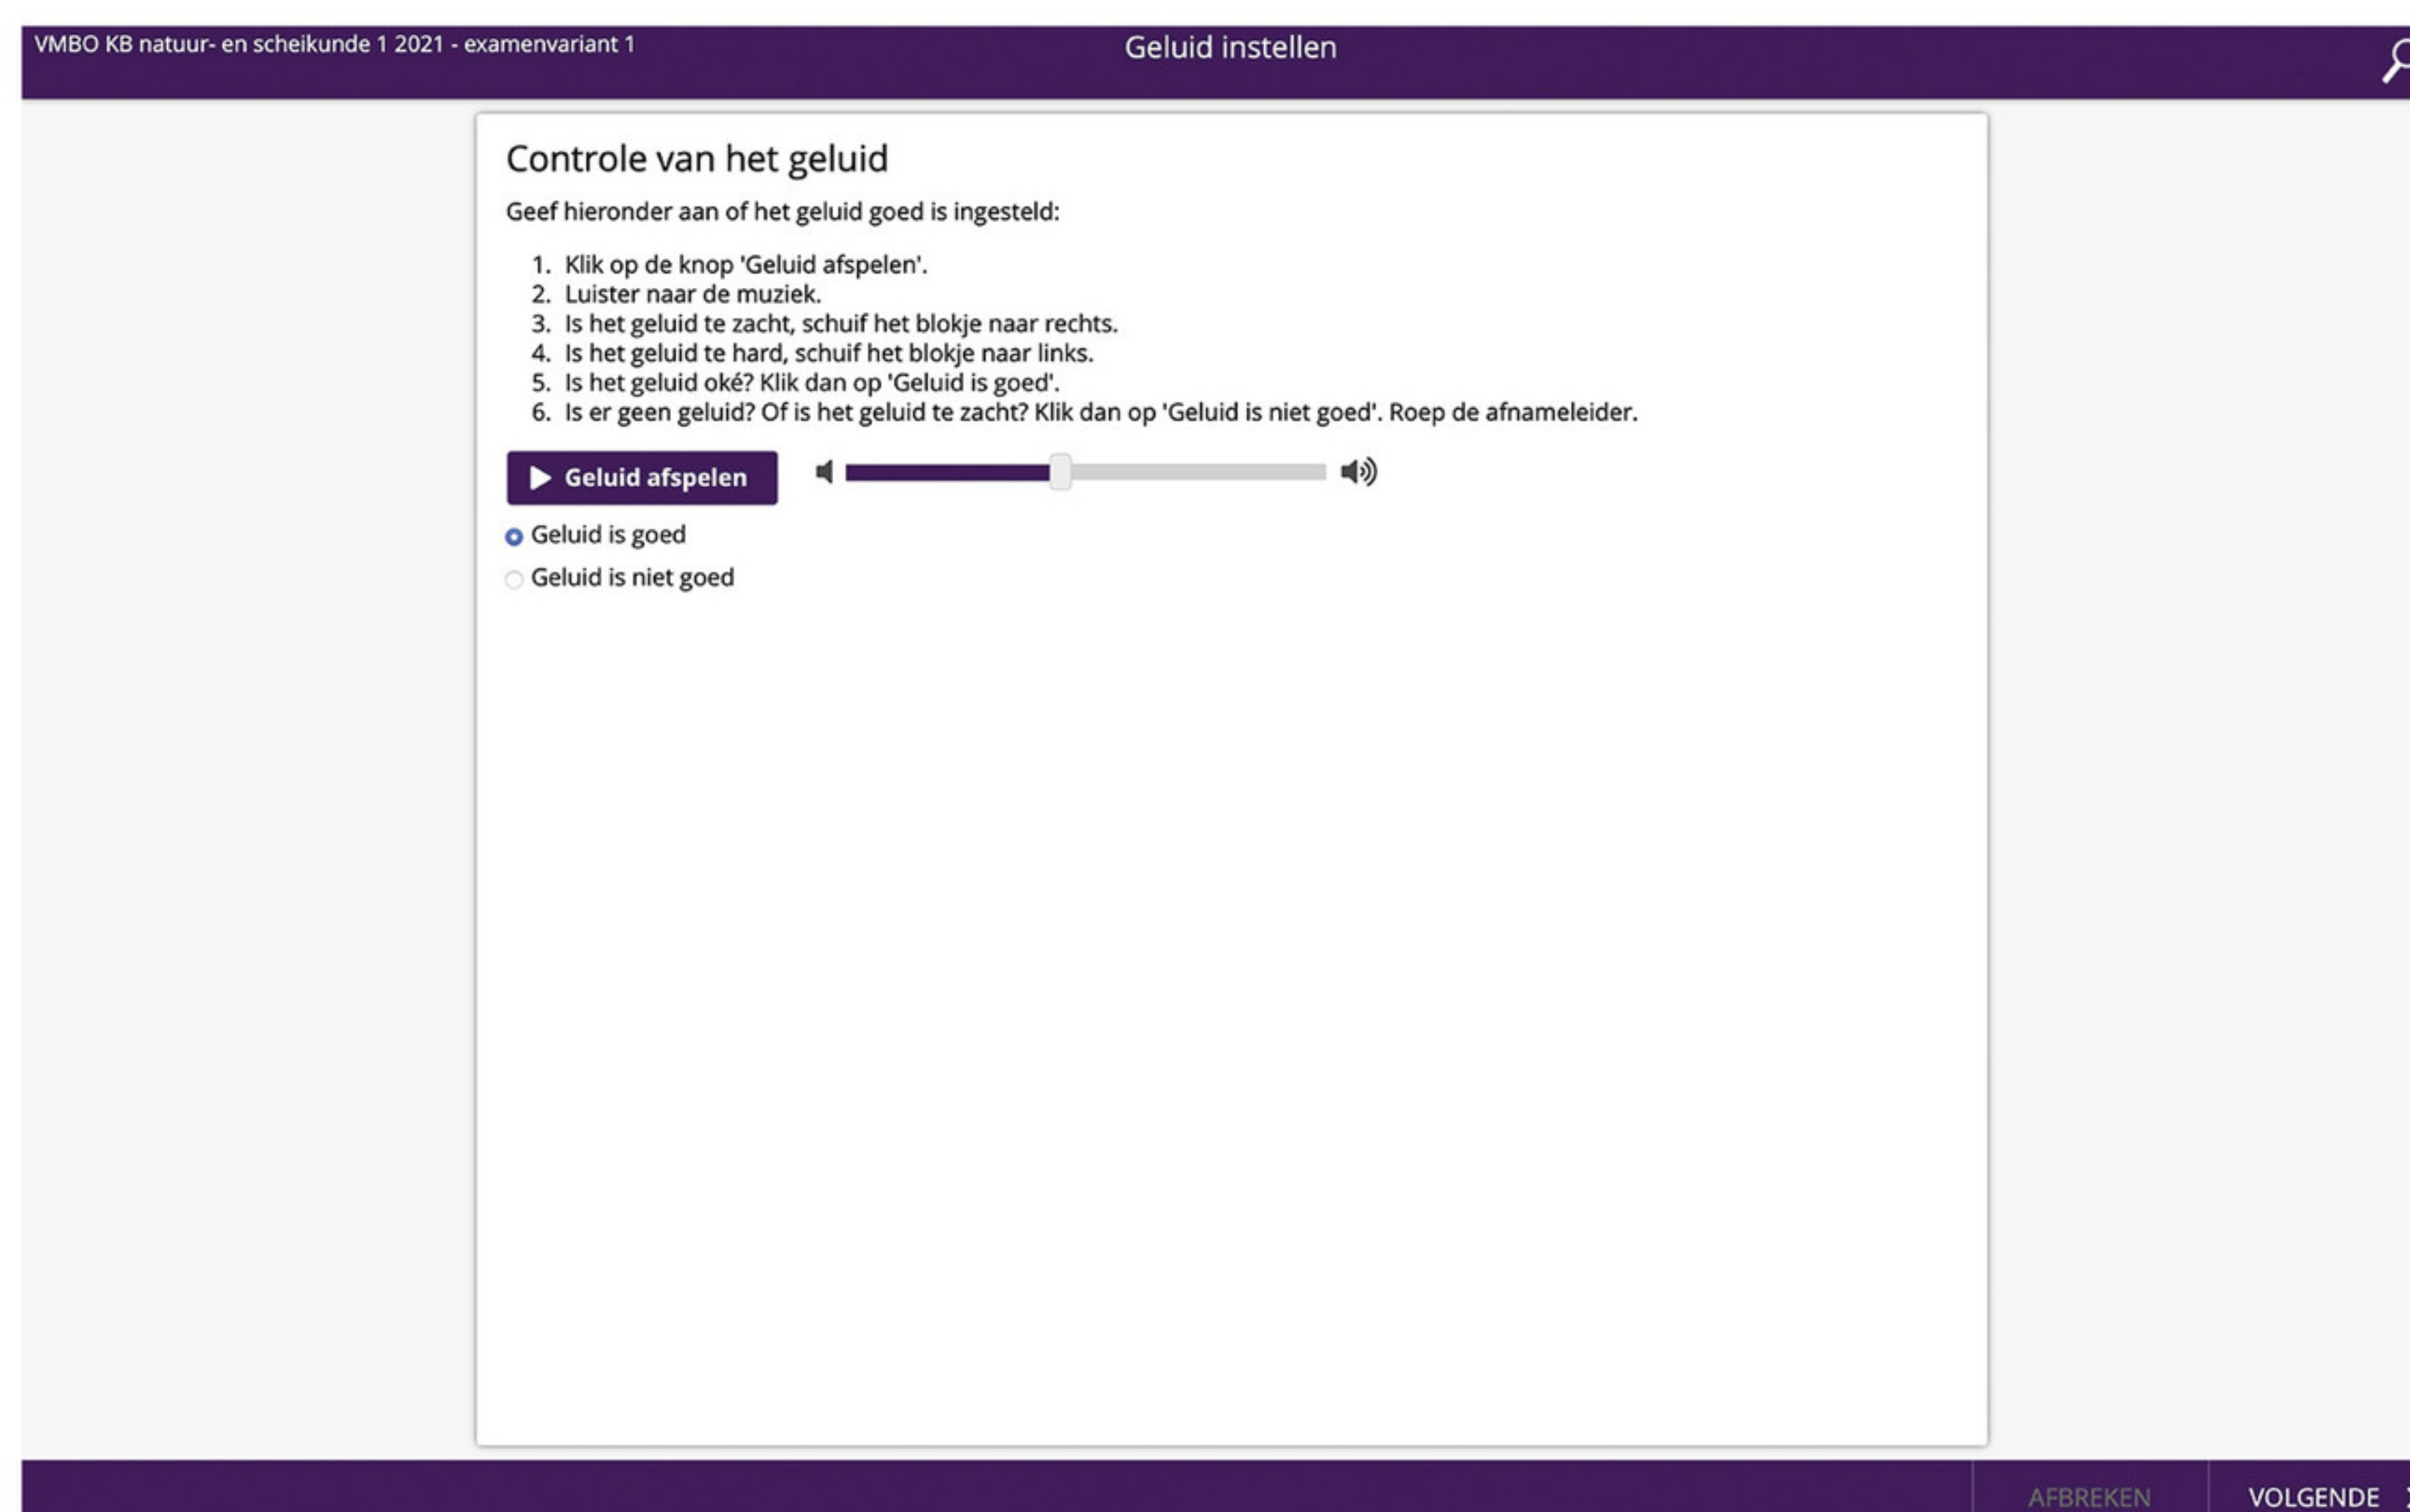 VMBO KB natuur- en scheikunde 1 2021 - examenvariant 1
Geluid instellen
Controle van het geluid
Geef hieronder aan of het geluid goed is ingesteld:
1. Klik op de knop 'Geluid afspelen'.
2. Luister naar de muziek.
3. Is het geluid te zacht, schuif het blokje naar rechts.
4. Is het geluid te hard, schuif het blokje naar links.
5. Is het geluid oké? Klik dan op 'Geluid is goed'.
6. Is er geen geluid? Of is het geluid te zacht? Klik dan op 'Geluid is niet goed'. Roep de afnameleider.
Geluid afspelen
Geluid is goed
Geluid is niet goed
AFBREKEN
VOLGENDE